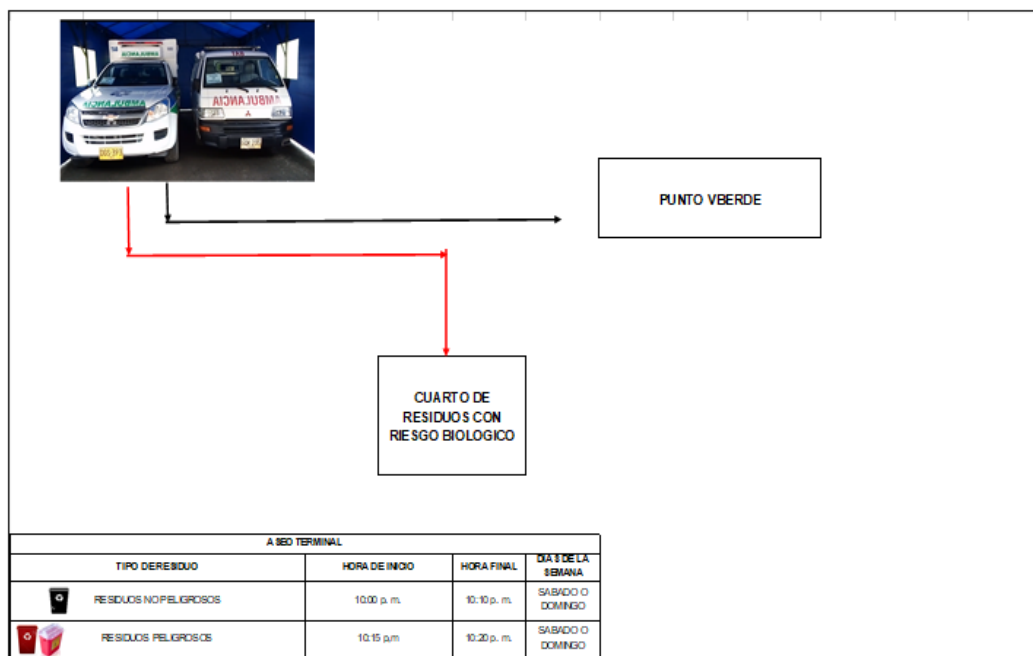 AMBULANCIA
AMBULANCIA
TAB
AMBULANCIA
PUNTO VBERDE
CUARTO DE
RESIDUOS CON
RIESGO BIOLOGICO
ASEO TERMINAL
TIPO DE RESIDUO HORA DE INICIO HORA FINAL DIAS DE LA
SEMANA
RESIDUOS NO PELIGROSOS 10:00 p. m. 10:10 p. m. SABADO O
DOMINGO
RESIDUOS PELIGROSOS 10:15 p.m 10:20 p. m. SABADO O
DOMINGO